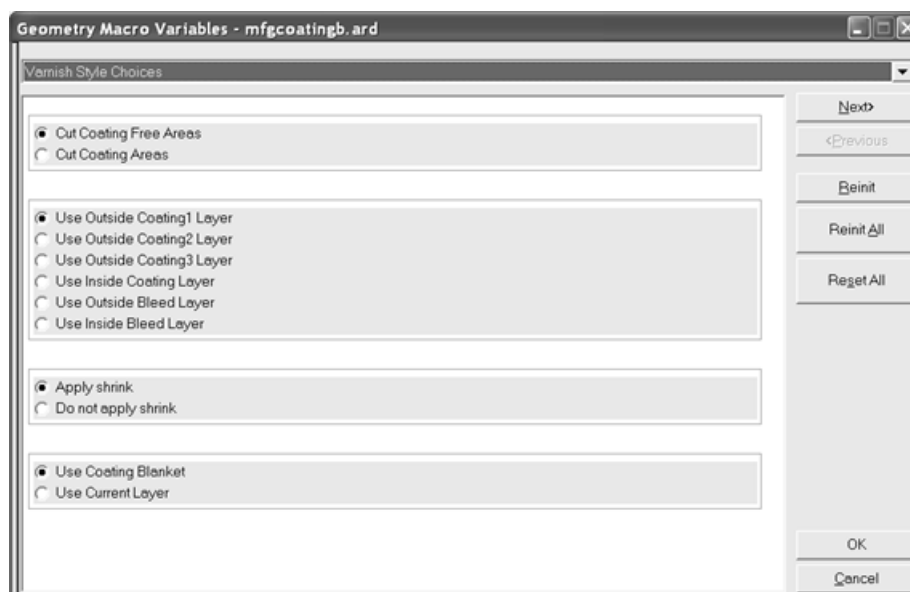 Geometry Macro Variables - mfgcoatingb.ard
Varnish Style Choices
Next>
<Previous
Reinit
Reinit All
Reset All
Cut Coating Free Areas
Cut Coating Areas
Use Outside Coating1 Layer
Use Outside Coating2 Layer
Use Outside Coating3 Layer
Use Inside Coating Layer
Use Outside Bleed Layer
Use Inside Bleed Layer
Apply shrink
Do not apply shrink
Use Coating Blanket
Use Current Layer
OK
Cancel